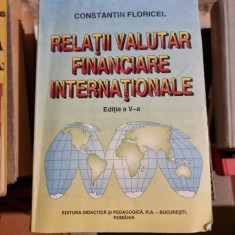 CONSTANTIN FLORICEL
RELAȚII VALUTAR
FINANCIARE
INTERNAȚIONALE
Ediția a V-a
EDITURA DIDACTICĂ ȘI PEDAGOGICĂ, R.A. – BUCUREȘTI,
ROMÂNIA